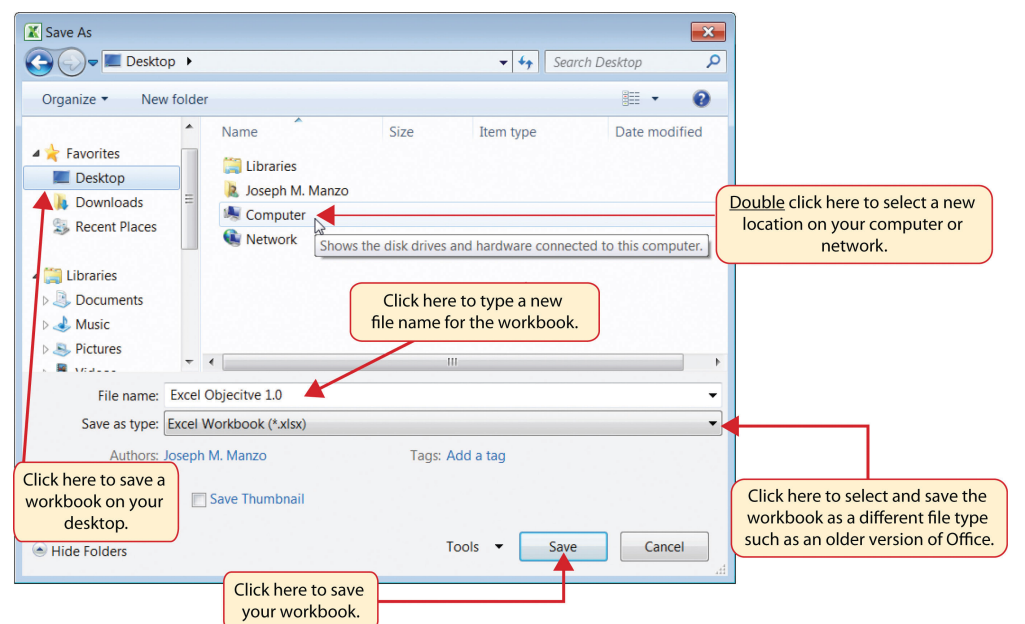 Save As
Desktop
Search Desktop
Organize
New folder
Name Size Item type Date modified
Favorites
Desktop
Downloads
Recent Places
Libraries
Documents
Music
Pictures
Videos
Libraries
Joseph M. Manzo
Computer
Network
Shows the disk drives and hardware connected to this computer.
Double click here to select a new
location on your computer or
network.
Click here to type a new
file name for the workbook.
File name: Excel Objecitve 1.0
Save as type: Excel Workbook (*.xlsx)
Authors: Joseph M. Manzo Tags: Add a tag
Save Thumbnail
Click here to save a
workbook on your
desktop.
Click here to select and save the
workbook as a different file type
such as an older version of Office.
Hide Folders
Tools Save Cancel
Click here to save
your workbook.